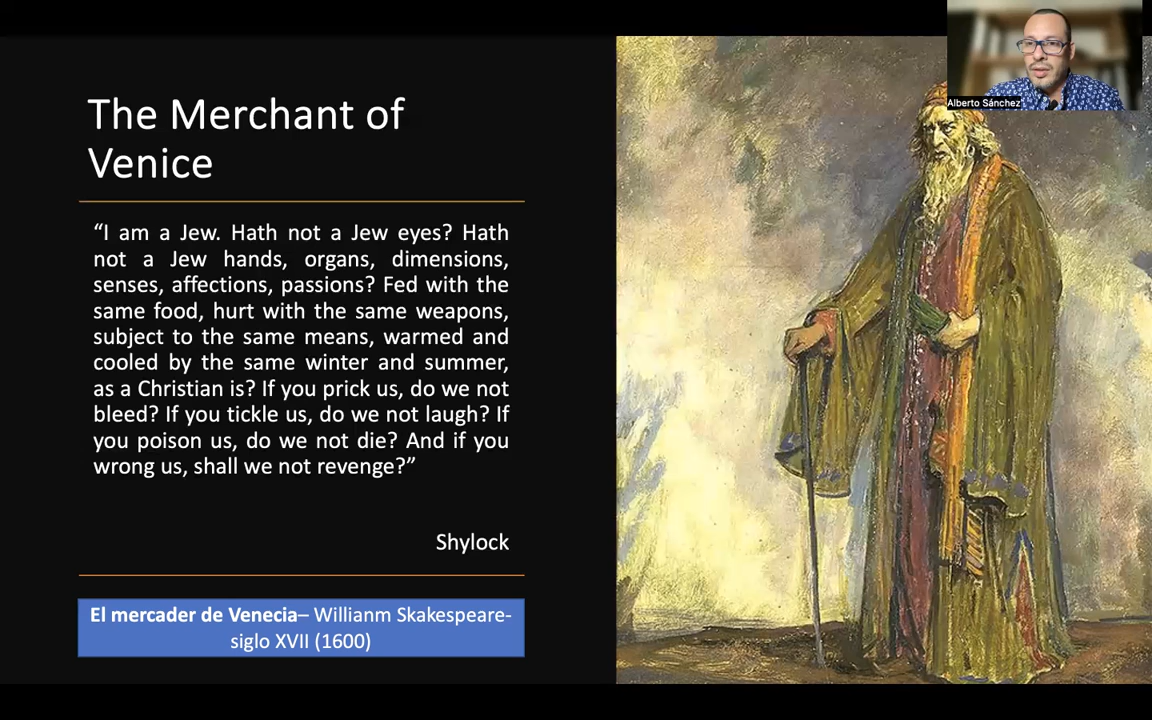 Alberto Sánchez
The Merchant of
Venice
“I am a Jew. Hath not a Jew eyes? Hath
not a Jew hands, organs, dimensions,
senses, affections, passions? Fed with the
same food, hurt with the same weapons,
subject to the same means, warmed and
cooled by the same winter and summer,
as a Christian is? If you prick us, do we not
bleed? If you tickle us, do we not laugh? If
you poison us, do we not die? And if you
wrong us, shall we not revenge?”
Shylock
El mercader de Venecia– Willianm Skakespeare-
siglo XVII (1600)